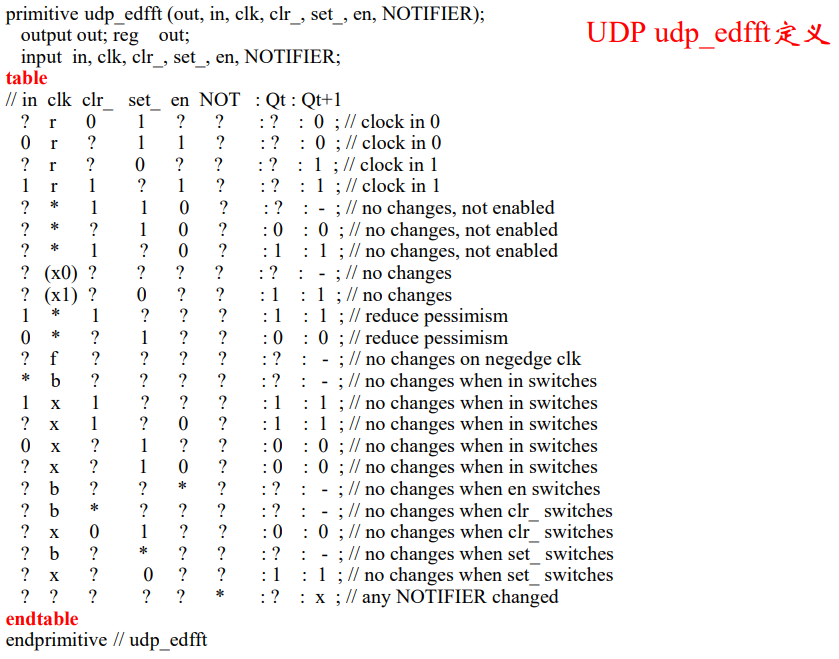 primitive udp_edfft (out, in, clk, clr_, set_, en, NOTIFIER);
UDP udp_edfft定义
output out; reg out;
input in, clk, clr_, set_, en, NOTIFIER;
table
// in clk clr_ set_ en NOT : Qt : Qt+1
? r 0 1 ? ? : ? : 0 ; // clock in 0
0 r ? 1 1 ? : ? : 0 ; // clock in 0
? r ? 0 ? ? : ? : 1 ; // clock in 1
1 r 1 ? 1 ? : ? : 1 ; // clock in 1
? * 1 1 0 ? : ? : - ; // no changes, not enabled
? * ? 1 0 ? : 0 : 0 ; // no changes, not enabled
? * 1 ? 0 ? : 1 : 1 ; // no changes, not enabled
? (x0) ? ? ? ? : ? : - ; // no changes
? (x1) ? 0 ? ? : 1 : 1 ; // no changes
1 * 1 ? ? ? : 1 : 1 ; // reduce pessimism
0 * ? 1 ? ? : 0 : 0 ; // reduce pessimism
? f ? ? ? ? : ? : - ; // no changes on negedge clk
* b ? ? ? ? : ? : - ; // no changes when in switches
1 x 1 ? ? ? : 1 : 1 ; // no changes when in switches
? x 1 ? 0 ? : 1 : 1 ; // no changes when in switches
0 x ? 1 ? ? : 0 : 0 ; // no changes when in switches
? x ? 1 0 ? : 0 : 0 ; // no changes when in switches
? b ? ? * ? : ? : - ; // no changes when en switches
? b * ? ? ? : ? : - ; // no changes when clr_ switches
? x 0 1 ? ? : 0 : 0 ; // no changes when clr_ switches
? b ? * ? ? : ? : - ; // no changes when set_ switches
? x ? 0 ? ? : 1 : 1 ; // no changes when set_ switches
? ? ? ? ? * : ? : x ; // any NOTIFIER changed
endtable
endprimitive // udp_edfft